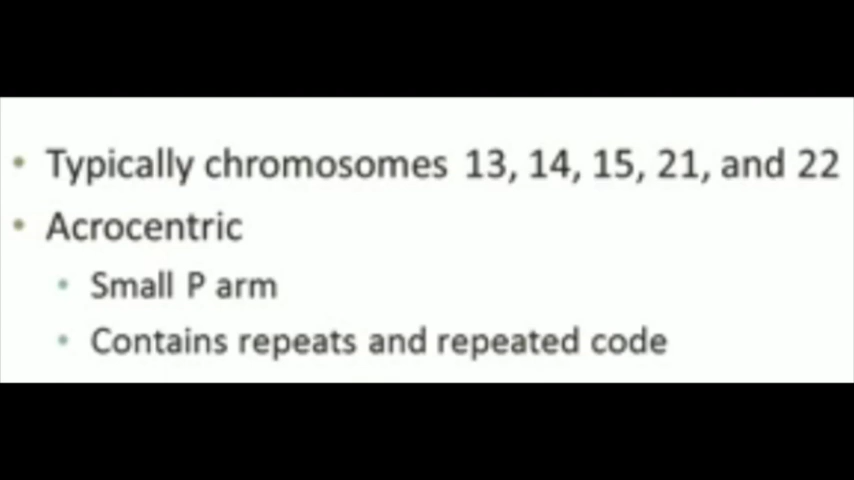 • Typically chromosomes 13, 14, 15, 21, and 22
• Acrocentric
• Small P arm
• Contains repeats and repeated code